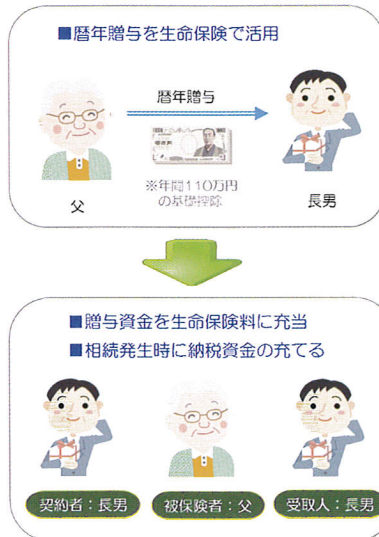 ■暦年贈与を生命保険で活用
暦年贈与
※年間110万円
の基礎控除
父
長男
■贈与資金を生命保険料に充当
■相続発生時に納税資金の充てる
契約者：長男
被保険者：父
受取人：長男